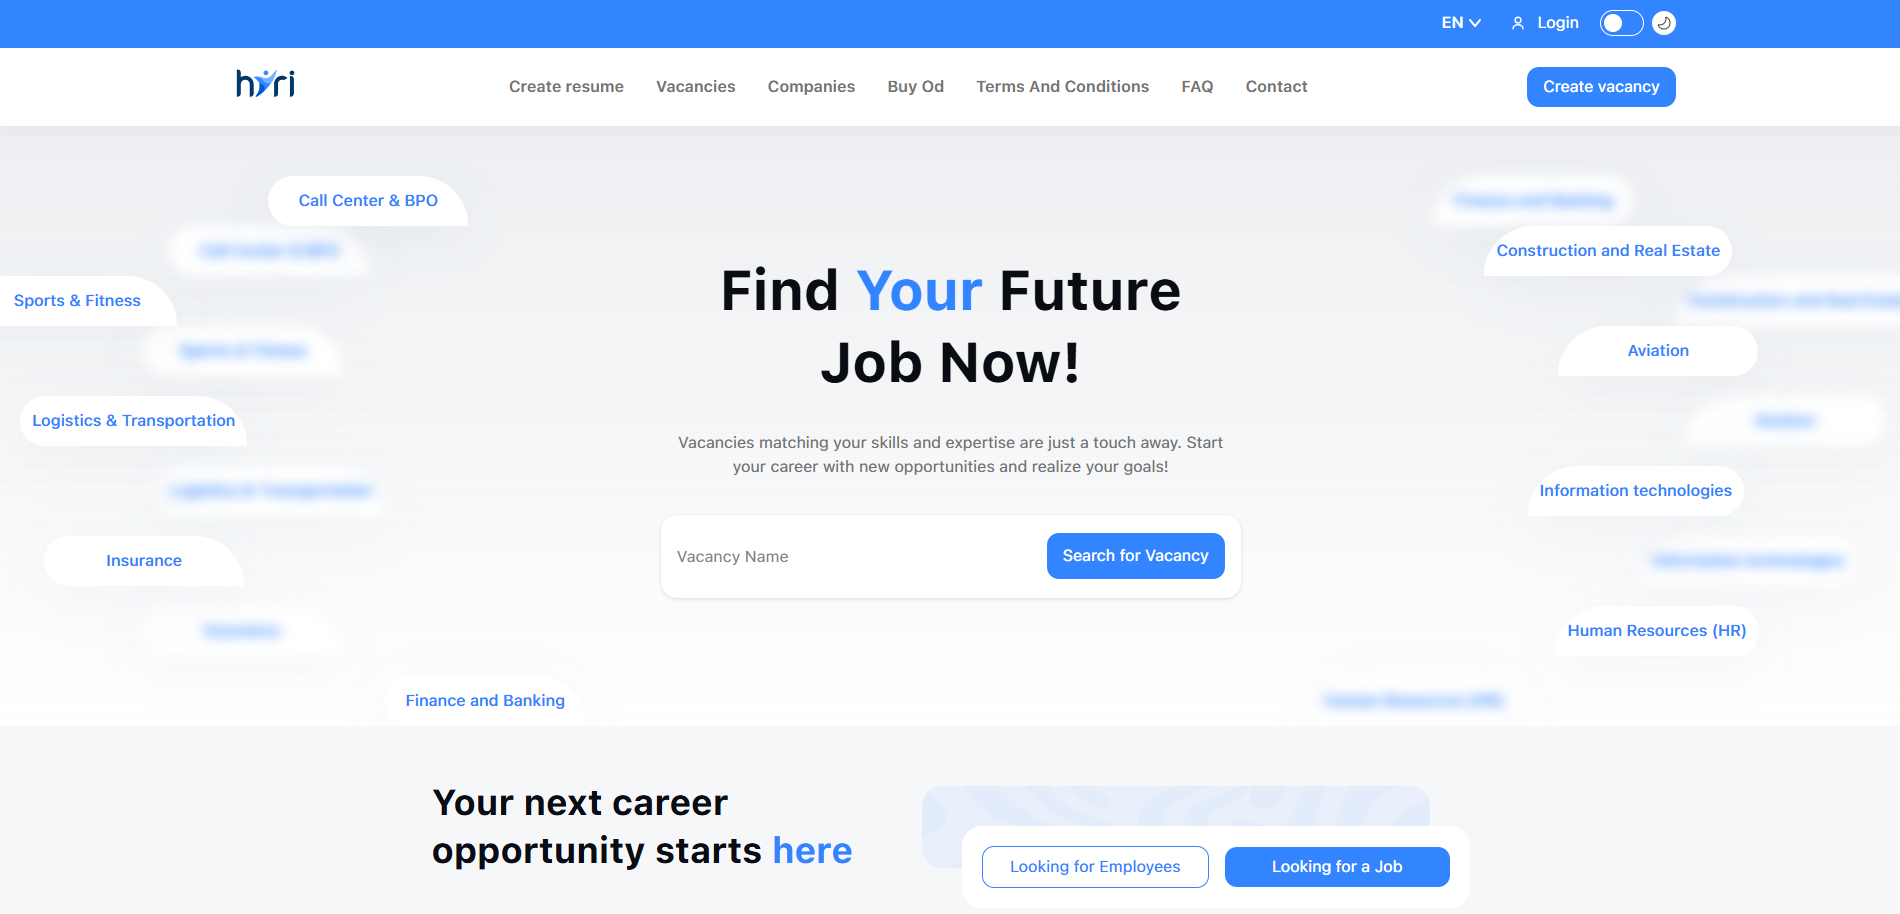 EN
Login
hyri
Create resume
Vacancies
Companies
Buy Od
Terms And Conditions
FAQ
Contact
Create vacancy
Call Center & BPO
Sports & Fitness
Logistics & Transportation
Insurance
Finance and Banking
Find Your Future
Job Now!
Vacancies matching your skills and expertise are just a touch away. Start
your career with new opportunities and realize your goals!
Vacancy Name
Search for Vacancy
Finance and Banking
Construction and Real Estate
Aviation
Information technologies
Human Resources (HR)
Your next career
opportunity starts here
Looking for Employees
Looking for a Job